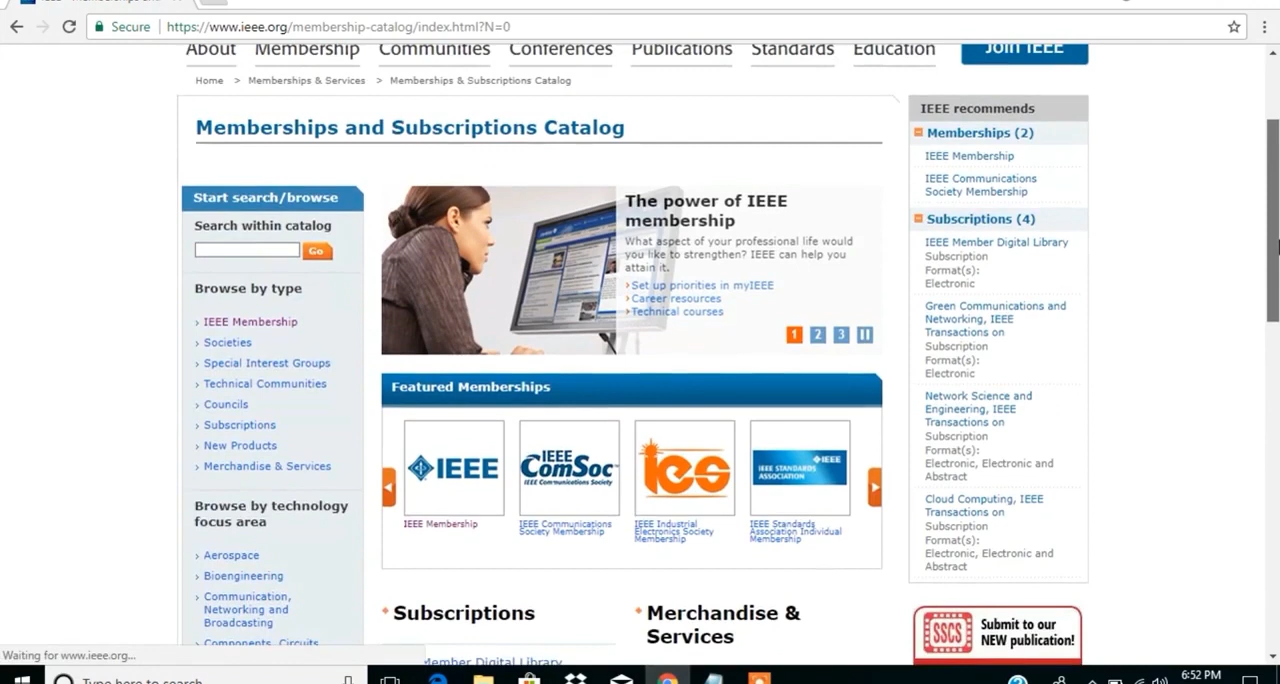 Secure | https://www.ieee.org/membership-catalog/index.html?N=0
About Membership Communities Conferences Publications Standards Education JOIN IEEE
Home > Memberships & Services > Memberships & Subscriptions Catalog
Memberships and Subscriptions Catalog
Start search/browse
Search within catalog
Go
Browse by type
› IEEE Membership
› Societies
› Special Interest Groups
› Technical Communities
› Councils
› Subscriptions
› New Products
› Merchandise & Services
Browse by technology
focus area
› Aerospace
› Bioengineering
› Communication,
Networking and
Broadcasting
› Components, Circuits,
The power of IEEE
membership
What aspect of your professional life would
you like to strengthen? IEEE can help you
attain it.
›Set up priorities in myIEEE
›Career resources
›Technical courses
1 2 3
Featured Memberships
IEEE
IEEE Membership
IEEE
ComSoc™
IEEE Communications Society
IEEE Communications
Society Membership
ies
IEEE Industrial
Electronics Society
Membership
IEEE
IEEE STANDARDS
ASSOCIATION
IEEE Standards
Association Individual
Membership
Subscriptions
Member Digital Library
Merchandise &
Services
IEEE recommends
Memberships (2)
IEEE Membership
IEEE Communications
Society Membership
Subscriptions (4)
IEEE Member Digital Library
Subscription
Format(s):
Electronic
Green Communications and
Networking, IEEE
Transactions on
Subscription
Format(s):
Electronic
Network Science and
Engineering, IEEE
Transactions on
Subscription
Format(s):
Electronic, Electronic and
Abstract
Cloud Computing, IEEE
Transactions on
Subscription
Format(s):
Electronic, Electronic and
Abstract
SSCS
Submit to our
NEW publication!
Waiting for www.ieee.org...
Type here to search
6:52 PM